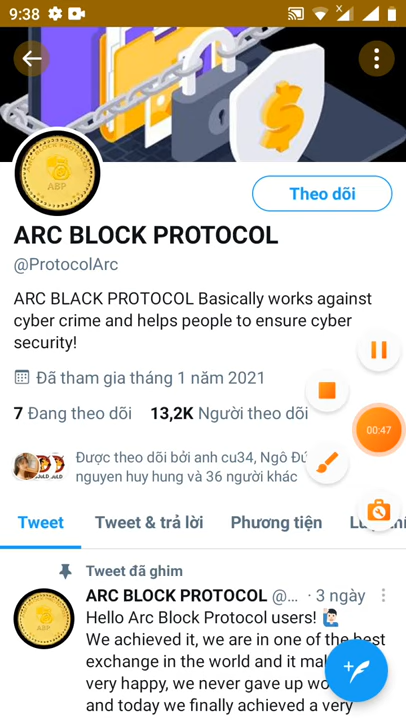 9:38
ABP
Theo dõi
ARC BLOCK PROTOCOL
@ProtocolArc
ARC BLACK PROTOCOL Basically works against
cyber crime and helps people to ensure cyber
security!
Đã tham gia tháng 1 năm 2021
7 Đang theo dõi 13,2K Người theo dõi
00:47
Được theo dõi bởi anh cu34, Ngô
nguyen huy hung và 36 người khác
Tweet Tweet & trả lời Phương tiện
Tweet đã ghim
ARC BLOCK PROTOCOL @... · 3 ngày
Hello Arc Block Protocol users!
We achieved it, we are in one of the best
exchange in the world and it
very happy, we never gave up
and today we finally achieved a very